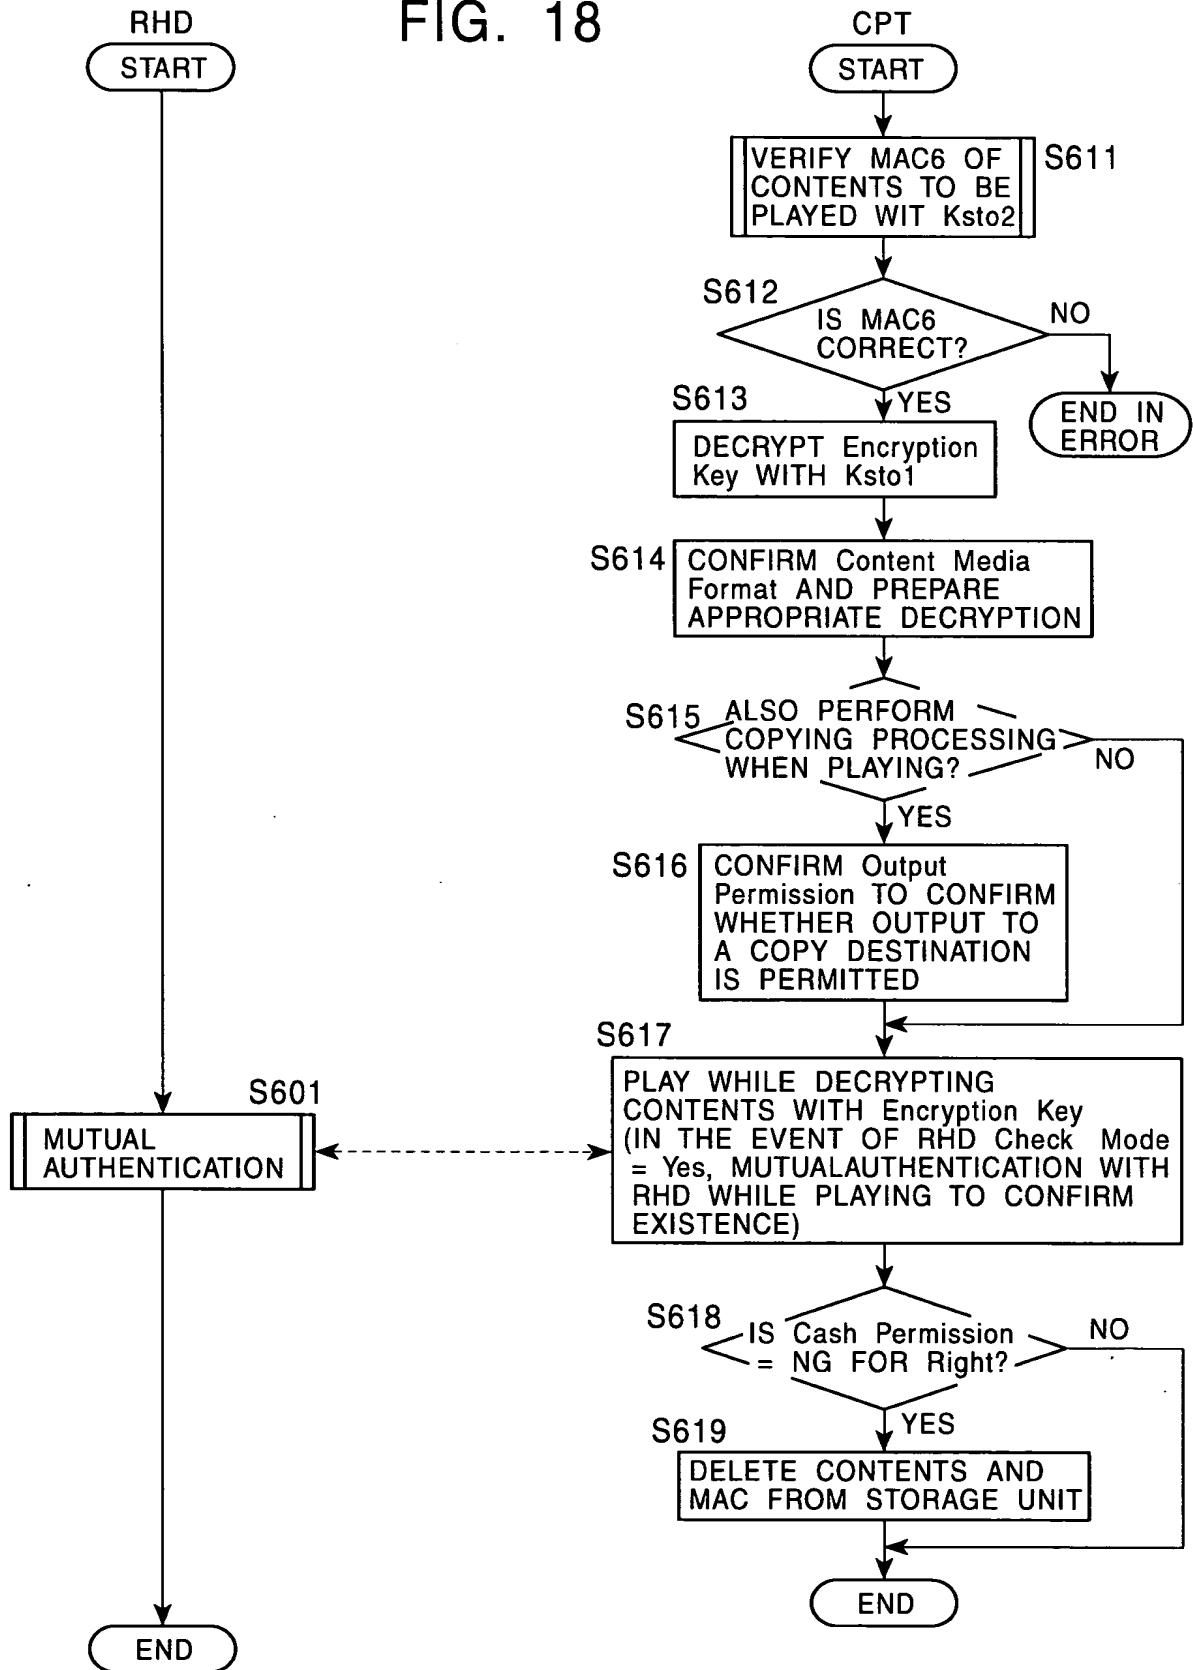 FIG. 18
RHD
START
S601
MUTUAL
AUTHENTICATION
END
CPT
START
VERIFY MAC6 OF
CONTENTS TO BE
PLAYED WIT Ksto2
S611
S612
IS MAC6
CORRECT?
NO
END IN
ERROR
YES
S613
DECRYPT Encryption
Key WITH Ksto1
S614
CONFIRM Content Media
Format AND PREPARE
APPROPRIATE DECRYPTION
S615
ALSO PERFORM
COPYING PROCESSING
WHEN PLAYING?
NO
YES
S616
CONFIRM Output
Permission TO CONFIRM
WHETHER OUTPUT TO
A COPY DESTINATION
IS PERMITTED
S617
PLAY WHILE DECRYPTING
CONTENTS WITH Encryption Key
(IN THE EVENT OF RHD Check Mode
= Yes, MUTUALAUTHENTICATION WITH
RHD WHILE PLAYING TO CONFIRM
EXISTENCE)
S618
IS Cash Permission
= NG FOR Right?
NO
YES
S619
DELETE CONTENTS AND
MAC FROM STORAGE UNIT
END